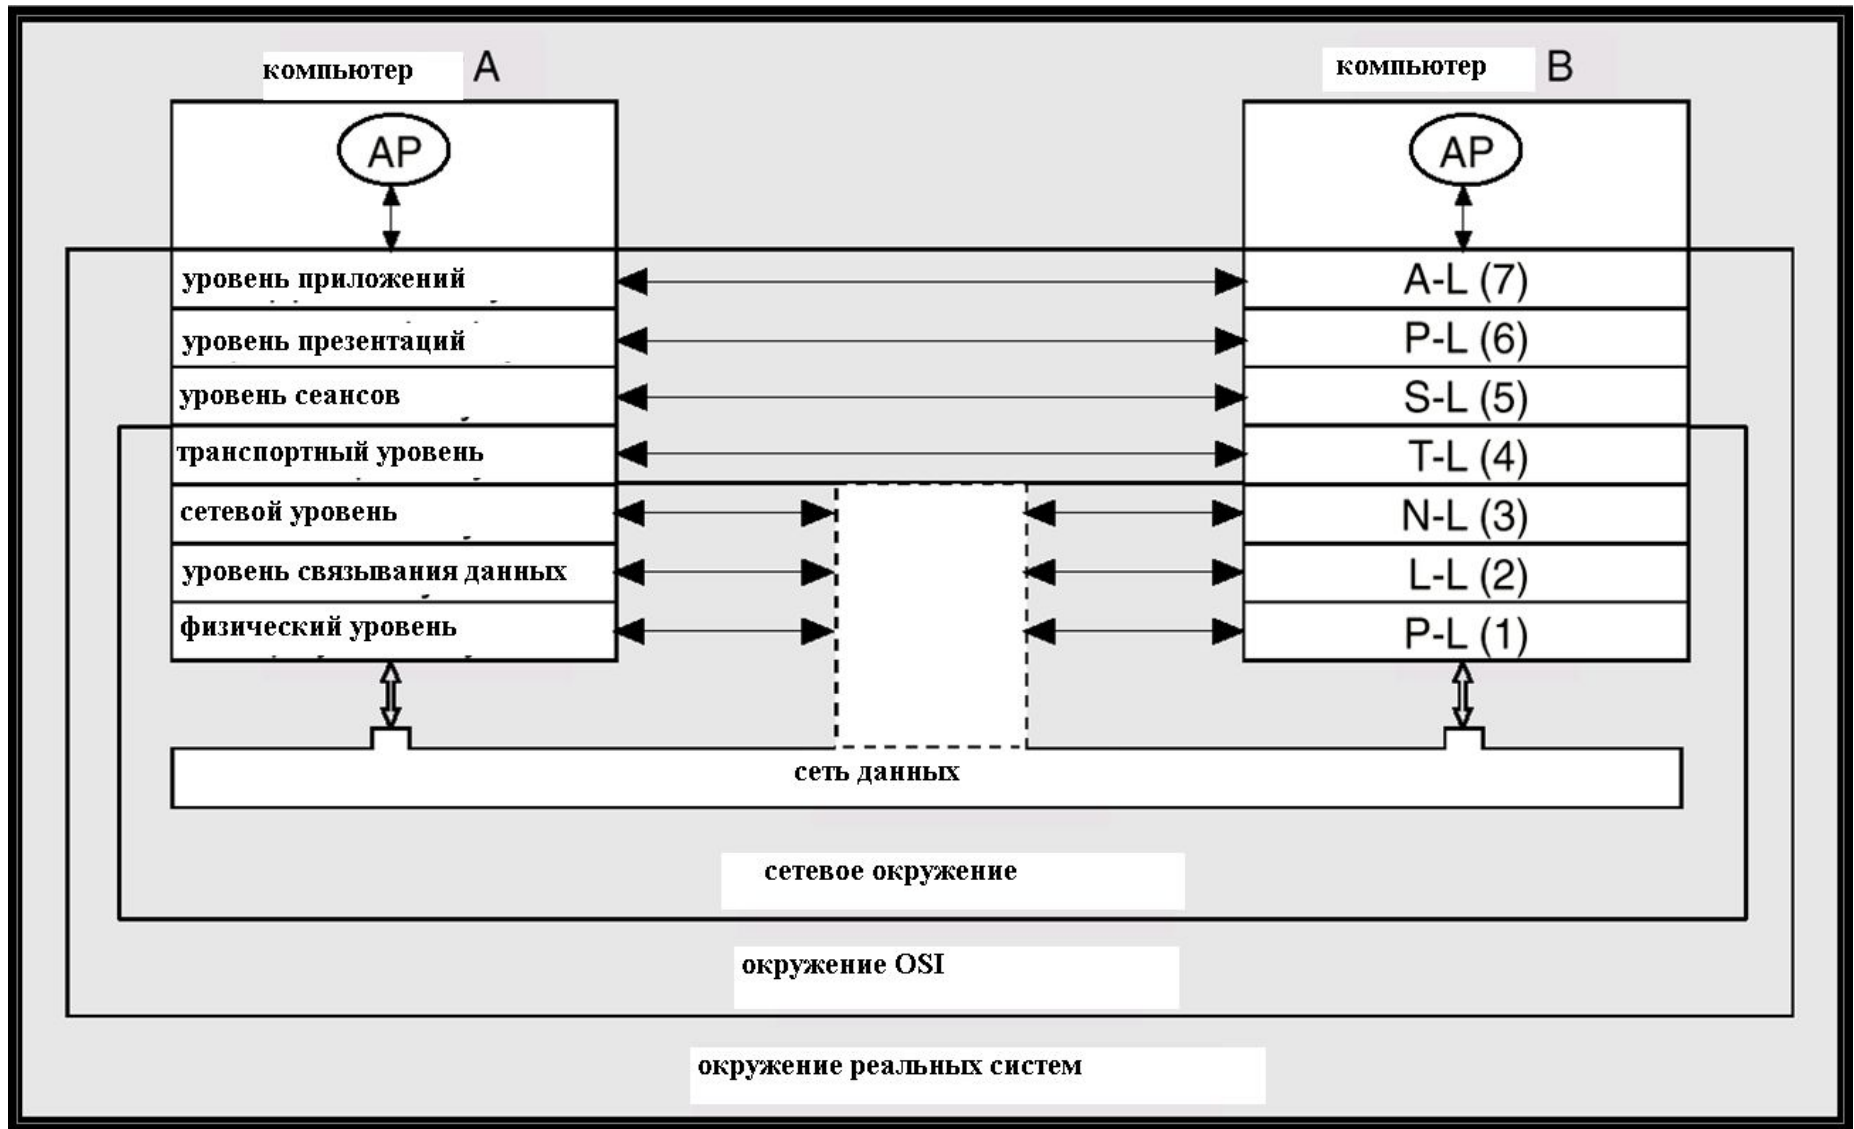 компьютер A
компьютер B
AP
AP
уровень приложений
A-L (7)
уровень презентаций
P-L (6)
уровень сеансов
S-L (5)
транспортный уровень
T-L (4)
сетевой уровень
N-L (3)
уровень связывания данных
L-L (2)
физический уровень
P-L (1)
сеть данных
сетевое окружение
окружение OSI
окружение реальных систем